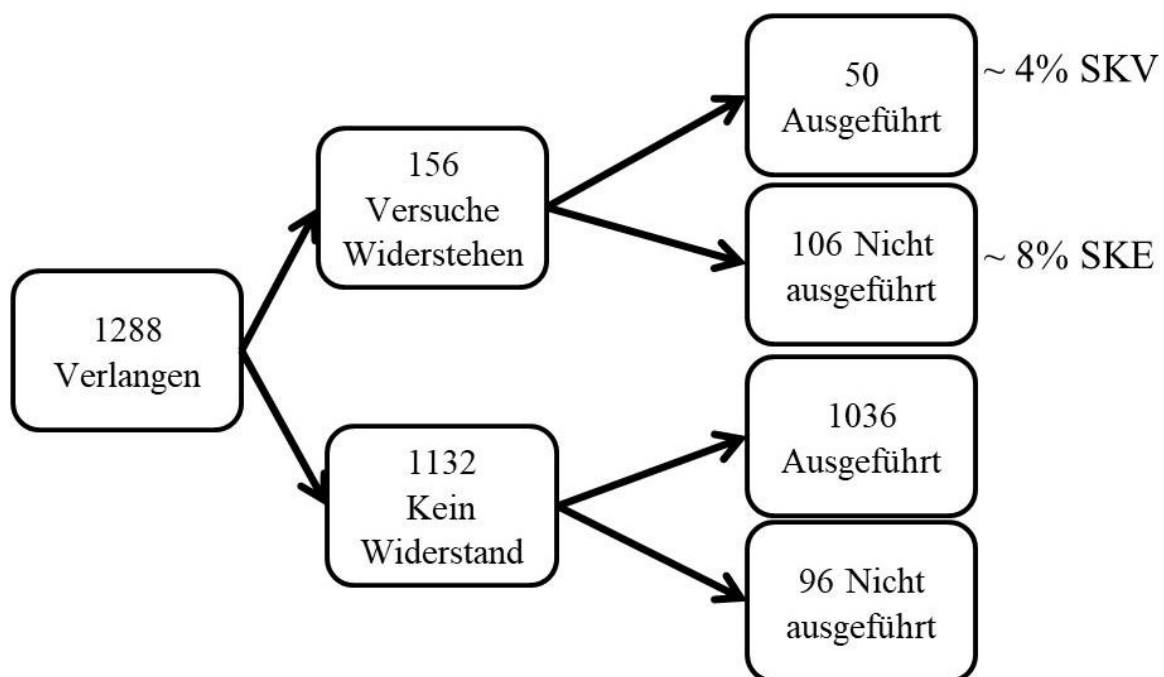 1288
Verlangen
156
Versuche
Widerstehen
1132
Kein
Widerstand
50
Ausgeführt
~ 4% SKV
106 Nicht
ausgeführt
~ 8% SKE
1036
Ausgeführt
96 Nicht
ausgeführt